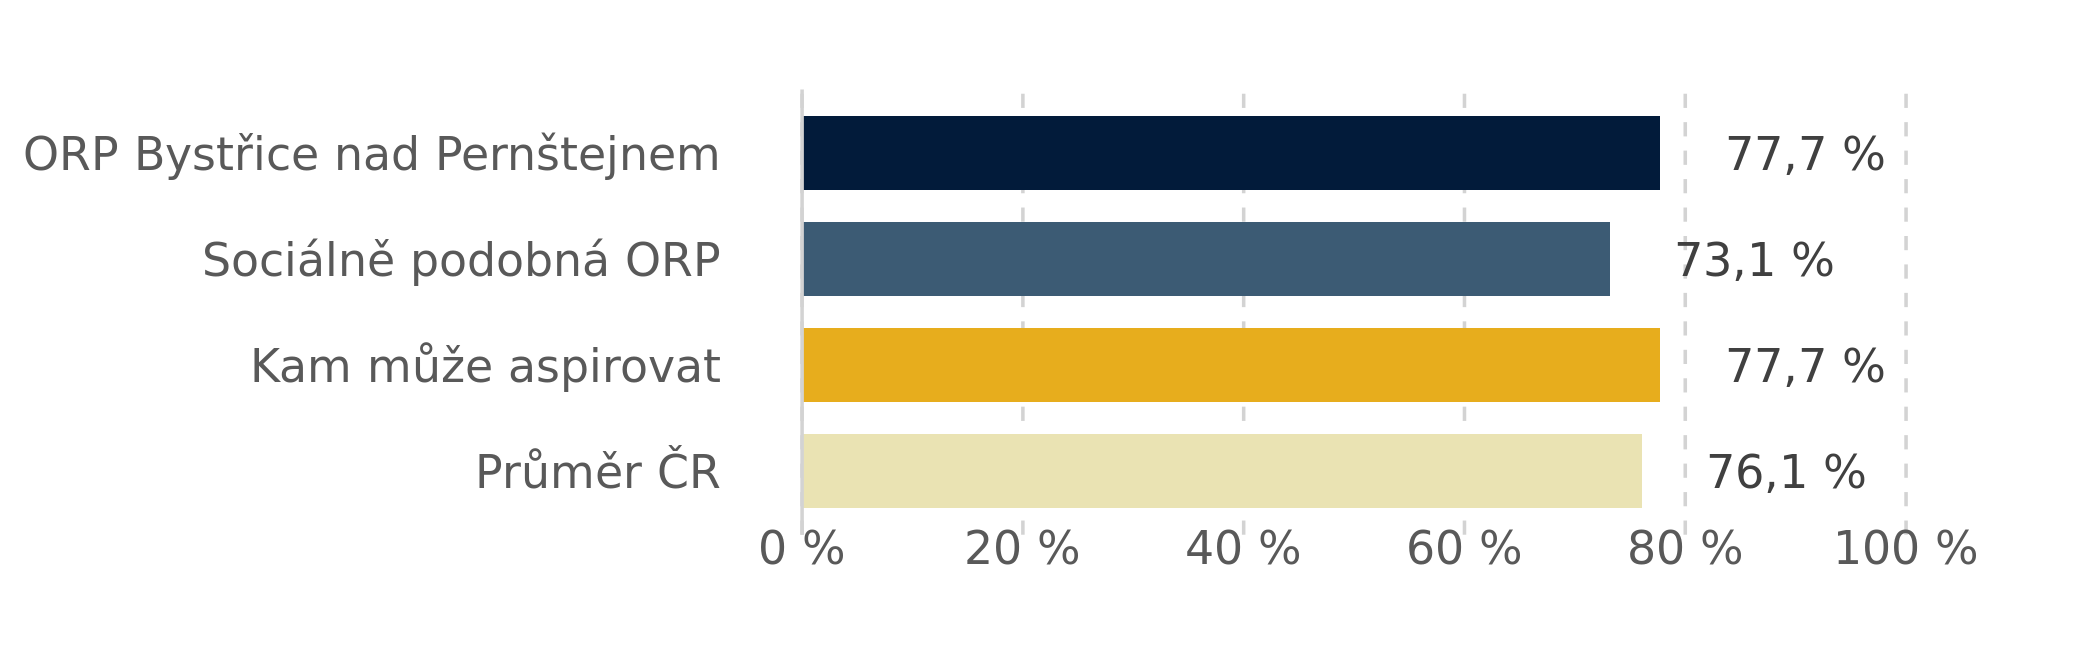 ORP Bystřice nad Pernštejnem 77,7 %
Sociálně podobná ORP 73,1 %
Kam může aspirovat 77,7 %
Průměr ČR 76,1 %
0 % 20 % 40 % 60 % 80 % 100 %